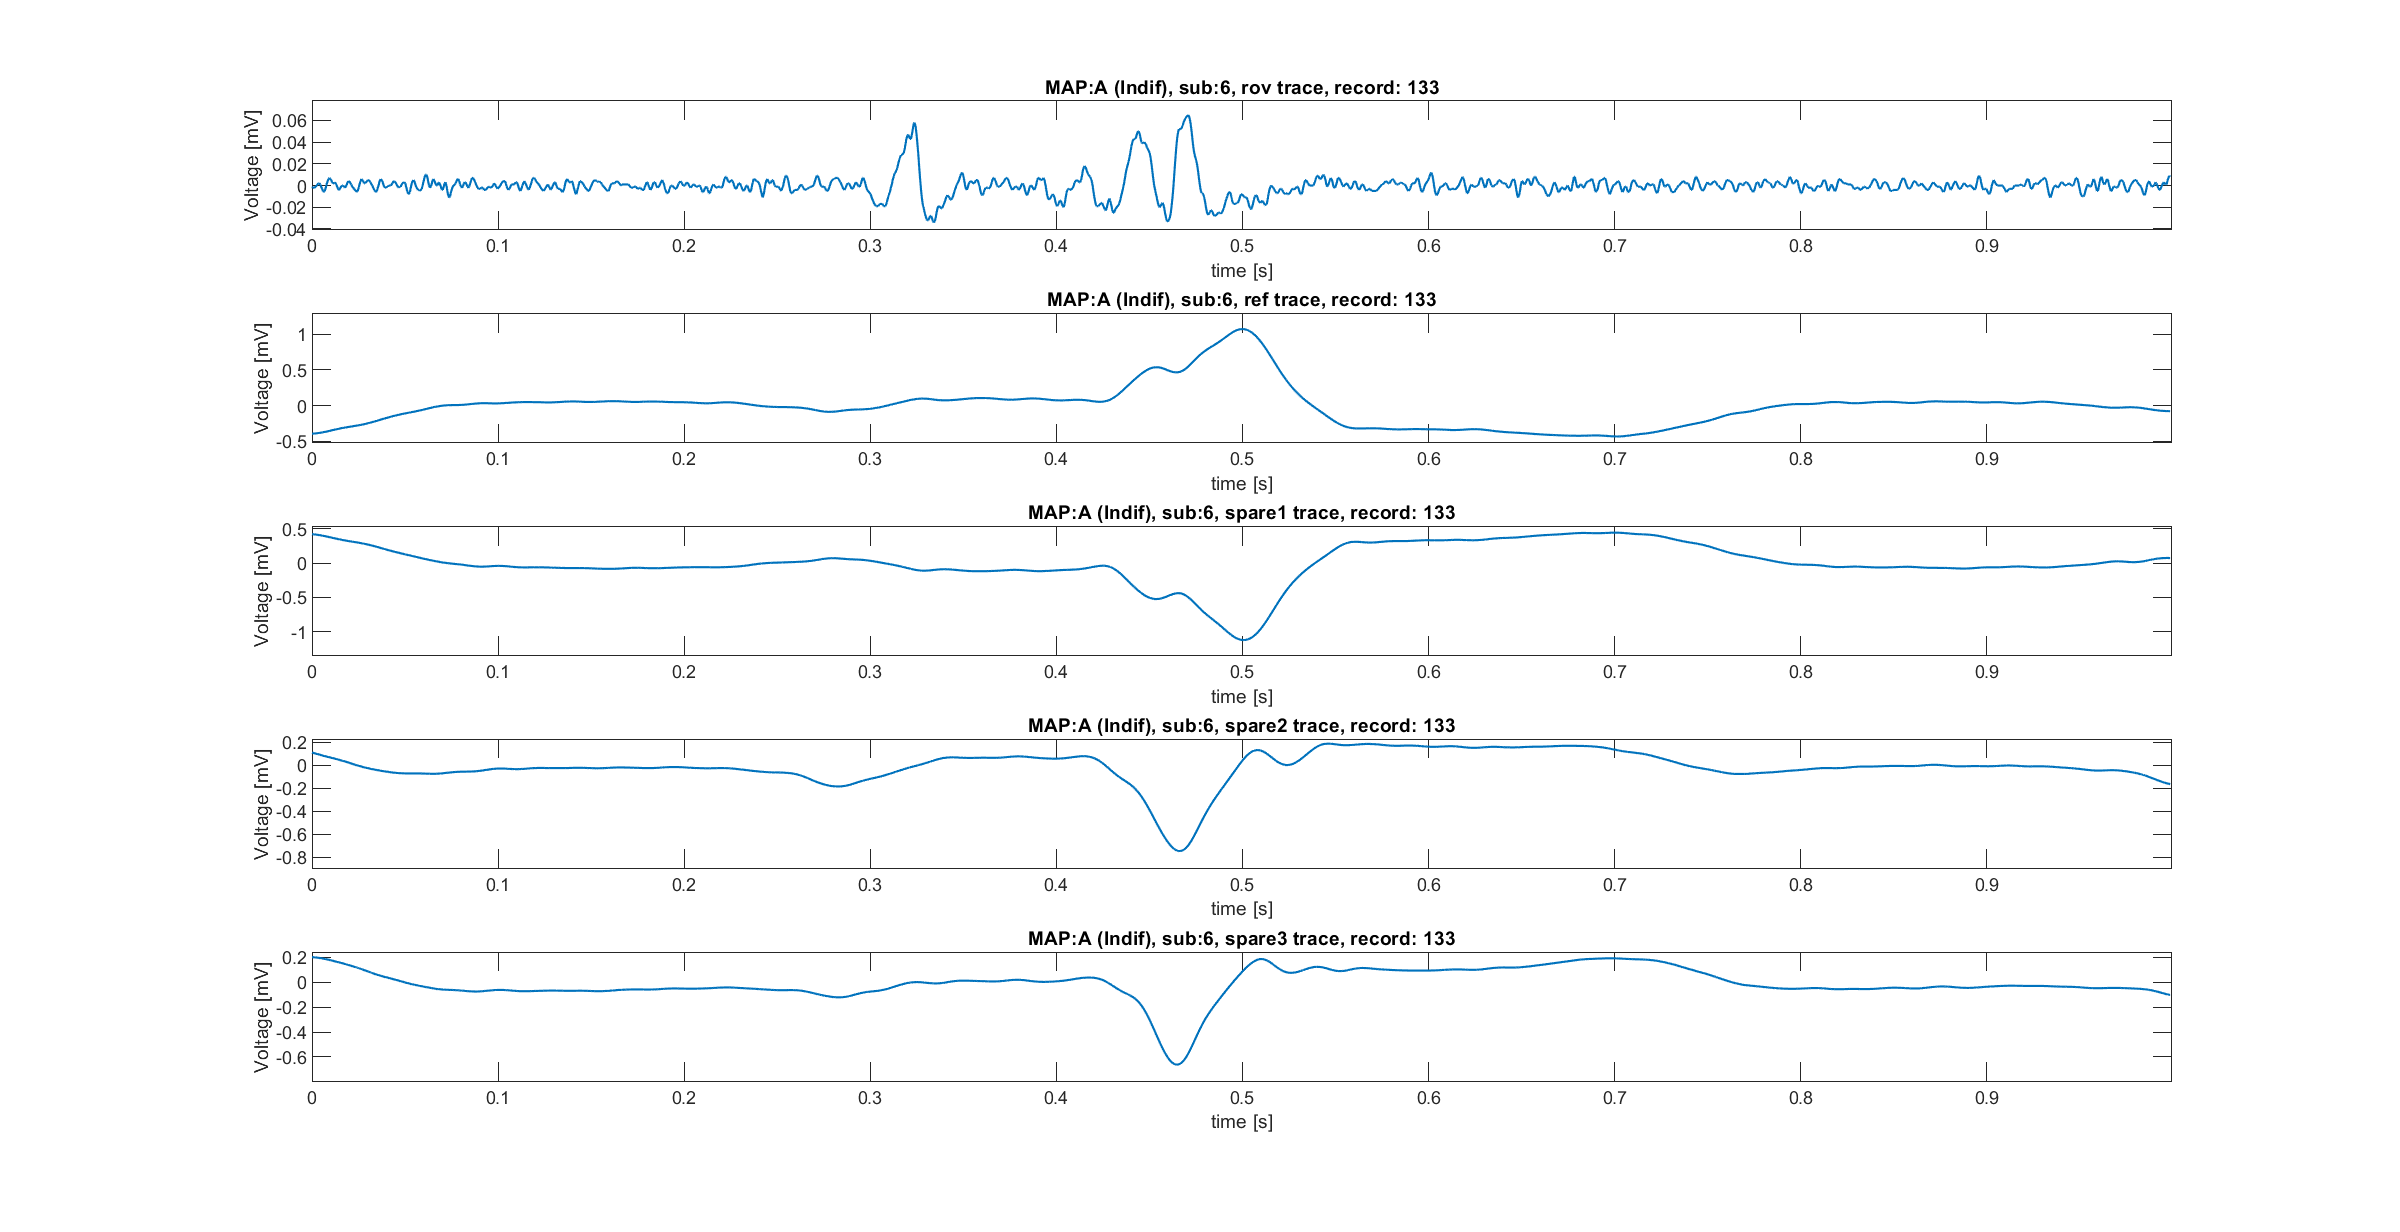 MAP:A (Indif), sub:6, rov trace, record: 133
Voltage [mV]
0.06
0.04
0.02
0
-0.02
-0.04
0 0.1 0.2 0.3 0.4 0.5 0.6 0.7 0.8 0.9
time [s]
MAP:A (Indif), sub:6, ref trace, record: 133
Voltage [mV]
1
0.5
0
-0.5
0 0.1 0.2 0.3 0.4 0.5 0.6 0.7 0.8 0.9
time [s]
MAP:A (Indif), sub:6, spare1 trace, record: 133
Voltage [mV]
0.5
0
-0.5
-1
0 0.1 0.2 0.3 0.4 0.5 0.6 0.7 0.8 0.9
time [s]
MAP:A (Indif), sub:6, spare2 trace, record: 133
Voltage [mV]
0.2
0
-0.2
-0.4
-0.6
-0.8
0 0.1 0.2 0.3 0.4 0.5 0.6 0.7 0.8 0.9
time [s]
MAP:A (Indif), sub:6, spare3 trace, record: 133
Voltage [mV]
0.2
0
-0.2
-0.4
-0.6
0 0.1 0.2 0.3 0.4 0.5 0.6 0.7 0.8 0.9
time [s]